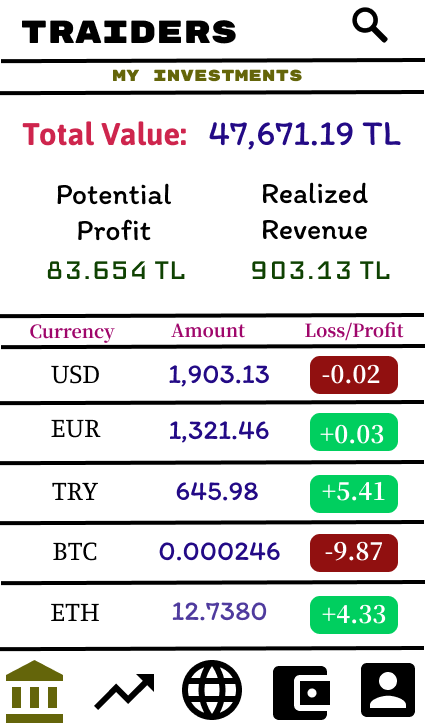 TRAIDERS
MY INVESTMENTS
Total Value: 47,671.19 TL
Potential Realized
Profit Revenue
83.654 TL 903.13 TL
Currency Amount Loss/Profit
USD 1,903.13 -0.02
EUR 1,321.46 +0.03
TRY 645.98 +5.41
BTC 0.000246 -9.87
ETH 12.7380 +4.33